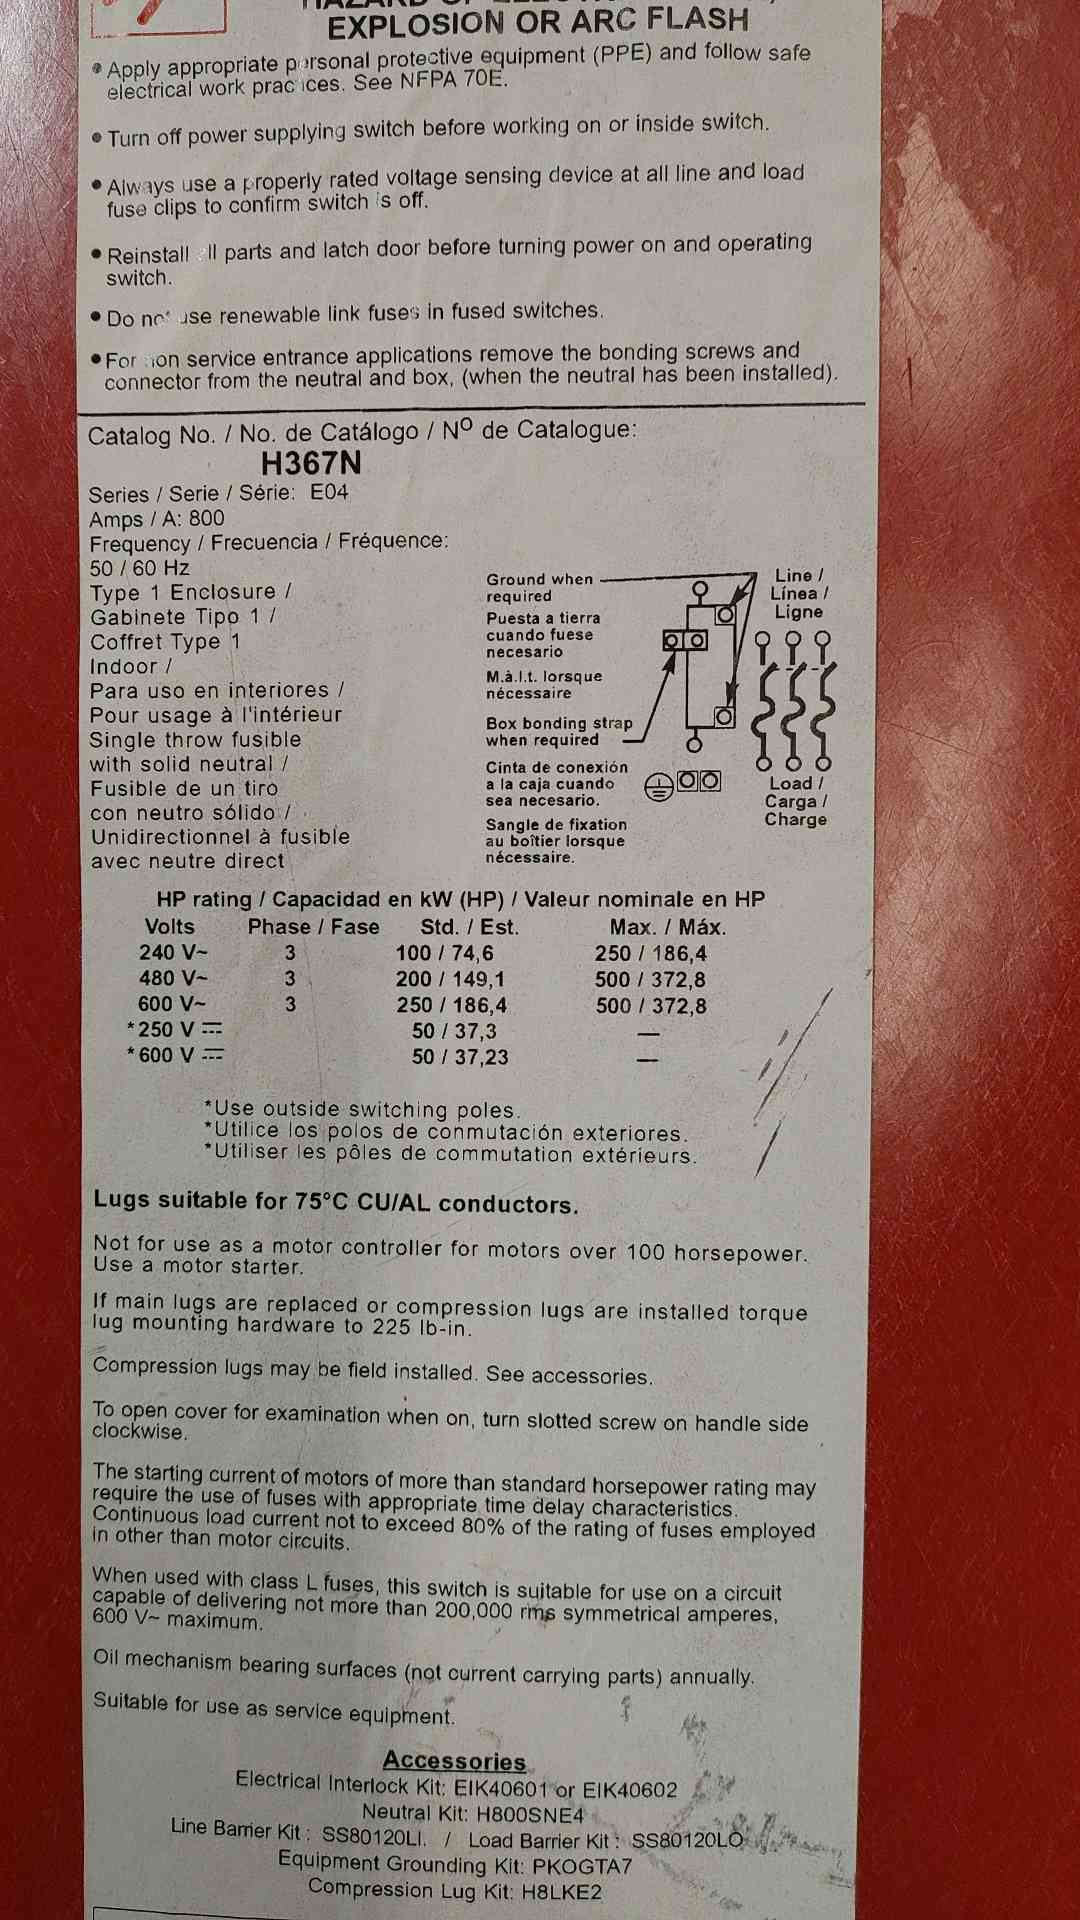 EXPLOSION OR ARC FLASH
• Apply appropriate personal protective equipment (PPE) and follow safe
electrical work practices. See NFPA 70E.
• Turn off power supplying switch before working on or inside switch.
• Always use a properly rated voltage sensing device at all line and load
fuse clips to confirm switch is off.
• Reinstall all parts and latch door before turning power on and operating
switch.
• Do not use renewable link fuses in fused switches.
• For non service entrance applications remove the bonding screws and
connector from the neutral and box, (when the neutral has been installed).
Catalog No. / No. de Catálogo / Nº de Catalogue:
H367N
Series / Serie / Série: E04
Amps / A: 800
Frequency / Frecuencia / Fréquence:
50 / 60 Hz
Type 1 Enclosure /
Gabinete Tipo 1 /
Coffret Type 1
Indoor /
Para uso en interiores /
Pour usage à l'intérieur
Single throw fusible
with solid neutral /
Fusible de un tiro
con neutro sólido /
Unidirectionnel à fusible
avec neutre direct
Ground when
required
Puesta a tierra
cuando fuese
necesario
M.à.l.t. lorsque
nécessaire
Box bonding strap
when required
Cinta de conexión
a la caja cuando
sea necesario.
Sangle de fixation
au boîtier lorsque
nécessaire.
Line /
Línea /
Ligne
Load /
Carga /
Charge
HP rating / Capacidad en kW (HP) / Valeur nominale en HP
Volts Phase / Fase Std. / Est. Max. / Máx.
240 V~ 3 100 / 74,6 250 / 186,4
480 V~ 3 200 / 149,1 500 / 372,8
600 V~ 3 250 / 186,4 500 / 372,8
*250 V ⎓ 50 / 37,3 —
*600 V ⎓ 50 / 37,23 —
*Use outside switching poles.
*Utilice los polos de conmutación exteriores.
*Utiliser les pôles de commutation extérieurs.
Lugs suitable for 75°C CU/AL conductors.
Not for use as a motor controller for motors over 100 horsepower.
Use a motor starter.
If main lugs are replaced or compression lugs are installed torque
lug mounting hardware to 225 lb-in.
Compression lugs may be field installed. See accessories.
To open cover for examination when on, turn slotted screw on handle side
clockwise.
The starting current of motors of more than standard horsepower rating may
require the use of fuses with appropriate time delay characteristics.
Continuous load current not to exceed 80% of the rating of fuses employed
in other than motor circuits.
When used with class L fuses, this switch is suitable for use on a circuit
capable of delivering not more than 200,000 rms symmetrical amperes,
600 V~ maximum.
Oil mechanism bearing surfaces (not current carrying parts) annually.
Suitable for use as service equipment.
Accessories
Electrical Interlock Kit: EIK40601 or EIK40602
Neutral Kit: H800SNE4
Line Barrier Kit : SS80120LI. / Load Barrier Kit : SS80120LO
Equipment Grounding Kit: PKOGTA7
Compression Lug Kit: H8LKE2